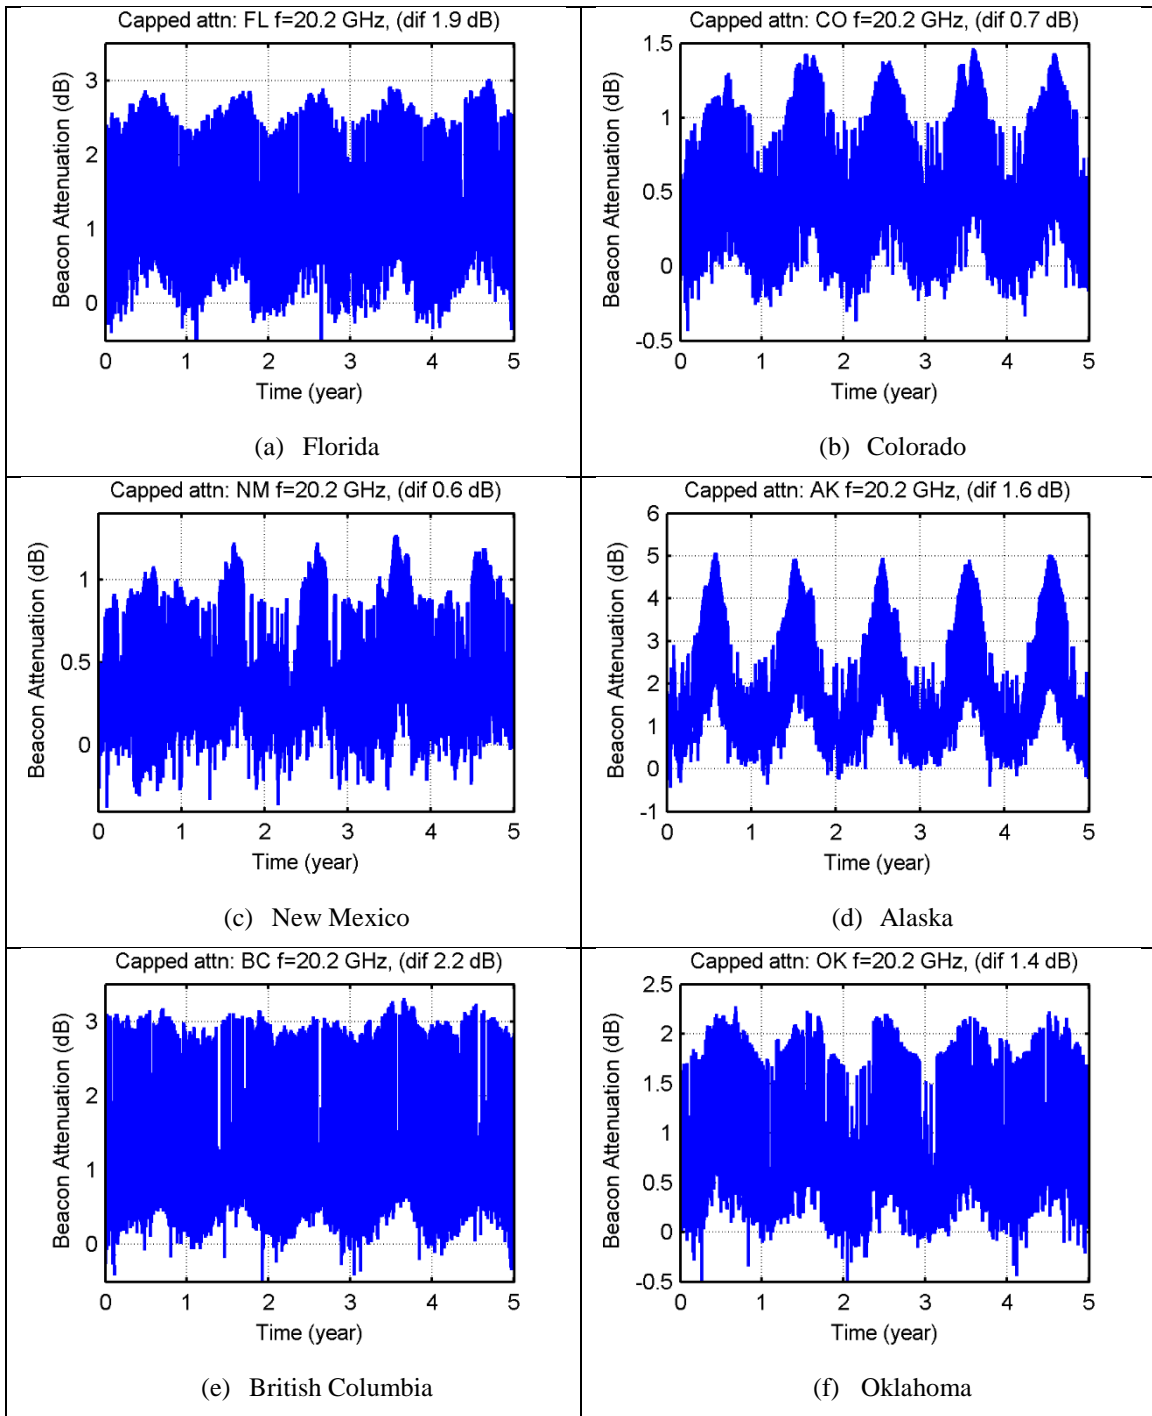 Capped attn: FL f=20.2 GHz, (dif 1.9 dB)
3
2
1
0
Beacon Attenuation (dB)
0 1 2 3 4 5
Time (year)
(a) Florida
Capped attn: CO f=20.2 GHz, (dif 0.7 dB)
1.5
1
0.5
0
-0.5
Beacon Attenuation (dB)
0 1 2 3 4 5
Time (year)
(b) Colorado
Capped attn: NM f=20.2 GHz, (dif 0.6 dB)
1
0.5
0
Beacon Attenuation (dB)
0 1 2 3 4 5
Time (year)
(c) New Mexico
Capped attn: AK f=20.2 GHz, (dif 1.6 dB)
6
5
4
3
2
1
0
-1
Beacon Attenuation (dB)
0 1 2 3 4 5
Time (year)
(d) Alaska
Capped attn: BC f=20.2 GHz, (dif 2.2 dB)
3
2
1
0
Beacon Attenuation (dB)
0 1 2 3 4 5
Time (year)
(e) British Columbia
Capped attn: OK f=20.2 GHz, (dif 1.4 dB)
2.5
2
1.5
1
0.5
0
-0.5
Beacon Attenuation (dB)
0 1 2 3 4 5
Time (year)
(f) Oklahoma